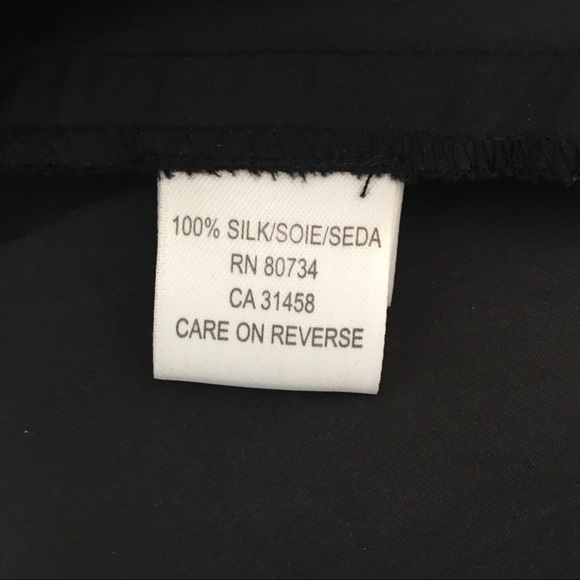 100% SILK/SOIE/SEDA
RN 80734
CA 31458
CARE ON REVERSE